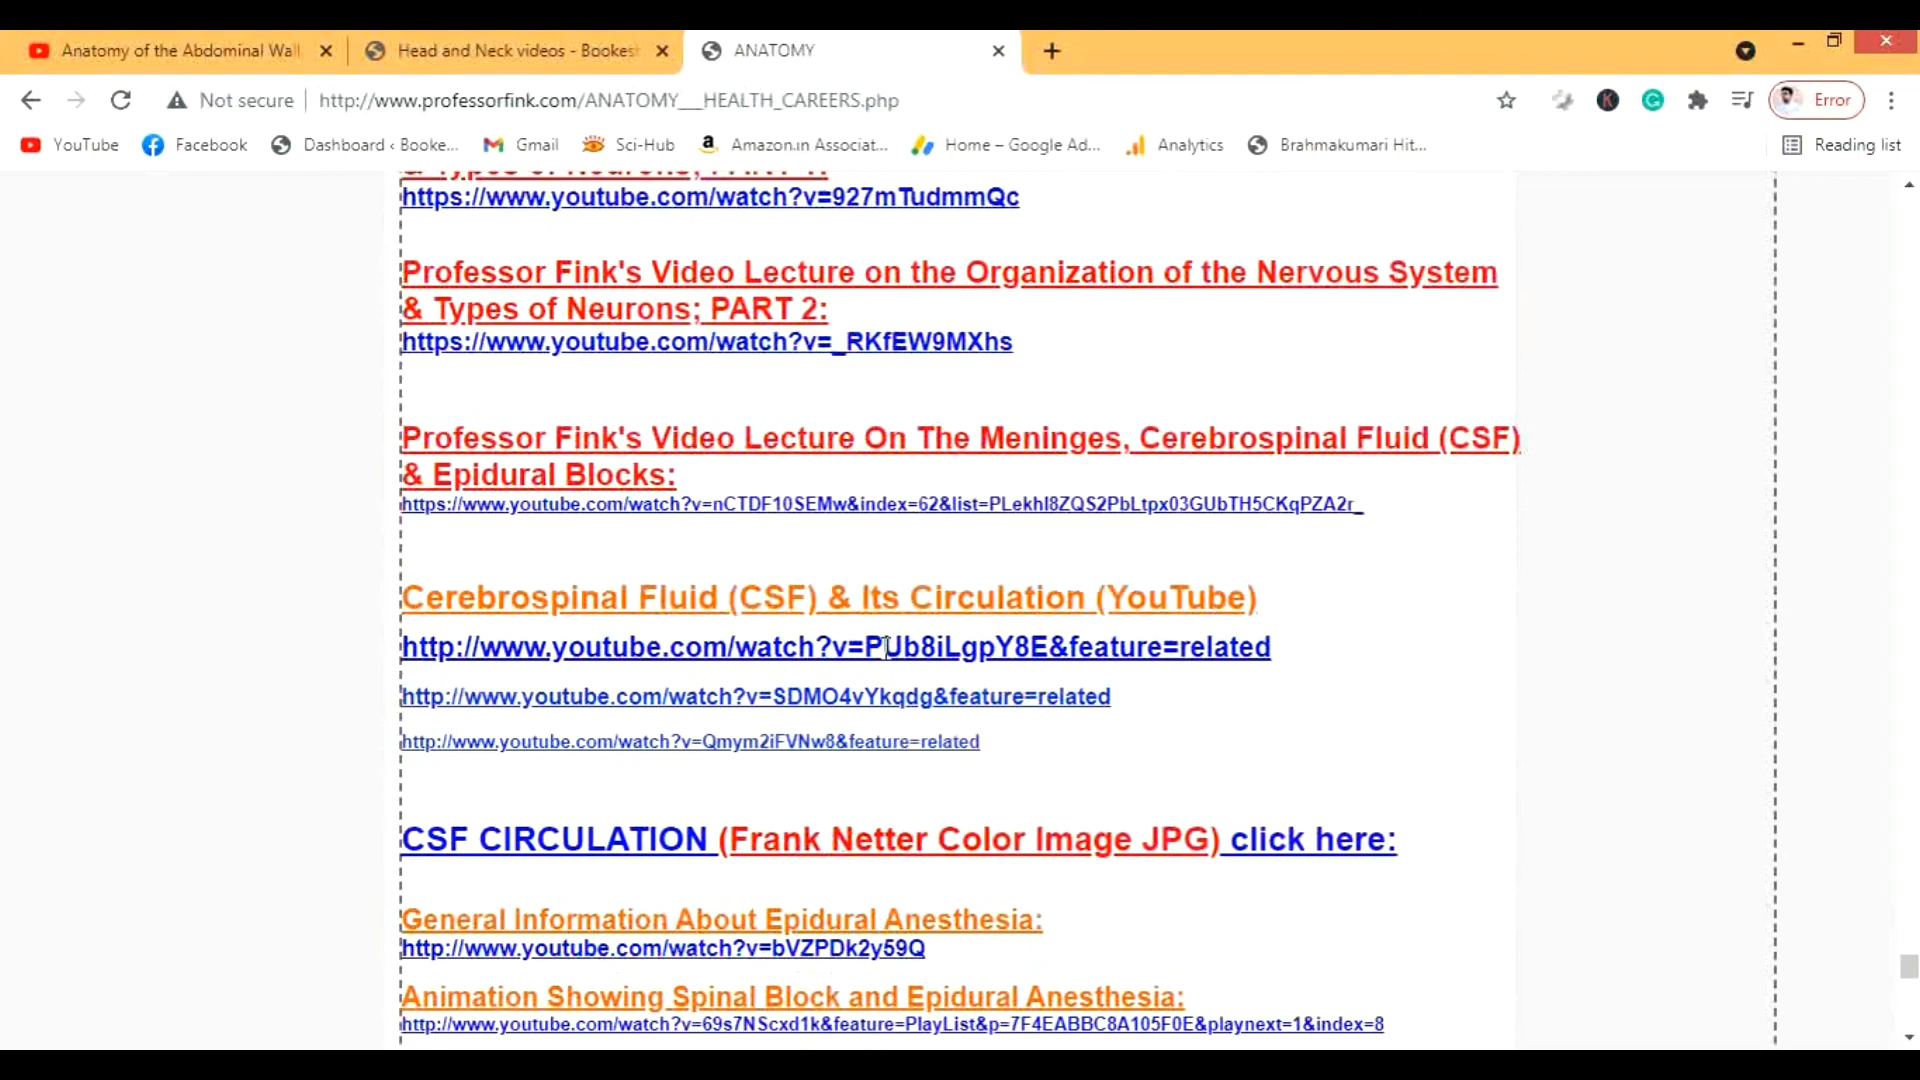 Anatomy of the Abdominal Wall
Head and Neck videos - Bookest
ANATOMY
Not secure
http://www.professorfink.com/ANATOMY__HEALTH_CAREERS.php
Error
YouTube
Facebook
Dashboard ‹ Booke...
Gmail
Sci-Hub
Amazon.in Associat...
Home – Google Ad...
Analytics
Brahmakumari Hit...
Reading list
& Types of Neurons; PART 1:
https://www.youtube.com/watch?v=927mTudmmQc
Professor Fink's Video Lecture on the Organization of the Nervous System
& Types of Neurons; PART 2:
https://www.youtube.com/watch?v=_RKfEW9MXhs
Professor Fink's Video Lecture On The Meninges, Cerebrospinal Fluid (CSF)
& Epidural Blocks:
https://www.youtube.com/watch?v=nCTDF10SEMw&index=62&list=PLekhI8ZQS2PbLtpx03GUbTH5CKqPZA2r_
Cerebrospinal Fluid (CSF) & Its Circulation (YouTube)
http://www.youtube.com/watch?v=PUb8iLgpY8E&feature=related
http://www.youtube.com/watch?v=SDMO4vYkqdg&feature=related
http://www.youtube.com/watch?v=Qmym2iFVNw8&feature=related
CSF CIRCULATION (Frank Netter Color Image JPG) click here:
General Information About Epidural Anesthesia:
http://www.youtube.com/watch?v=bVZPDk2y59Q
Animation Showing Spinal Block and Epidural Anesthesia:
http://www.youtube.com/watch?v=69s7NScxd1k&feature=PlayList&p=7F4EABBC8A105F0E&playnext=1&index=8